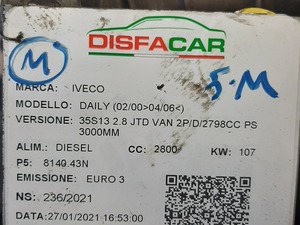 DISFACAR
M
5.M
MARCA: IVECO
MODELLO: DAILY (02/00>04/06<)
VERSIONE: 35S13 2.8 JTD VAN 2P/D/2798CC PS
3000MM
ALIM.: DIESEL CC: 2800 KW: 107
P5: 8140.43N
EMISSIONE: EURO 3
NS: 236/2021
DATA:27/01/2021 16:53:00